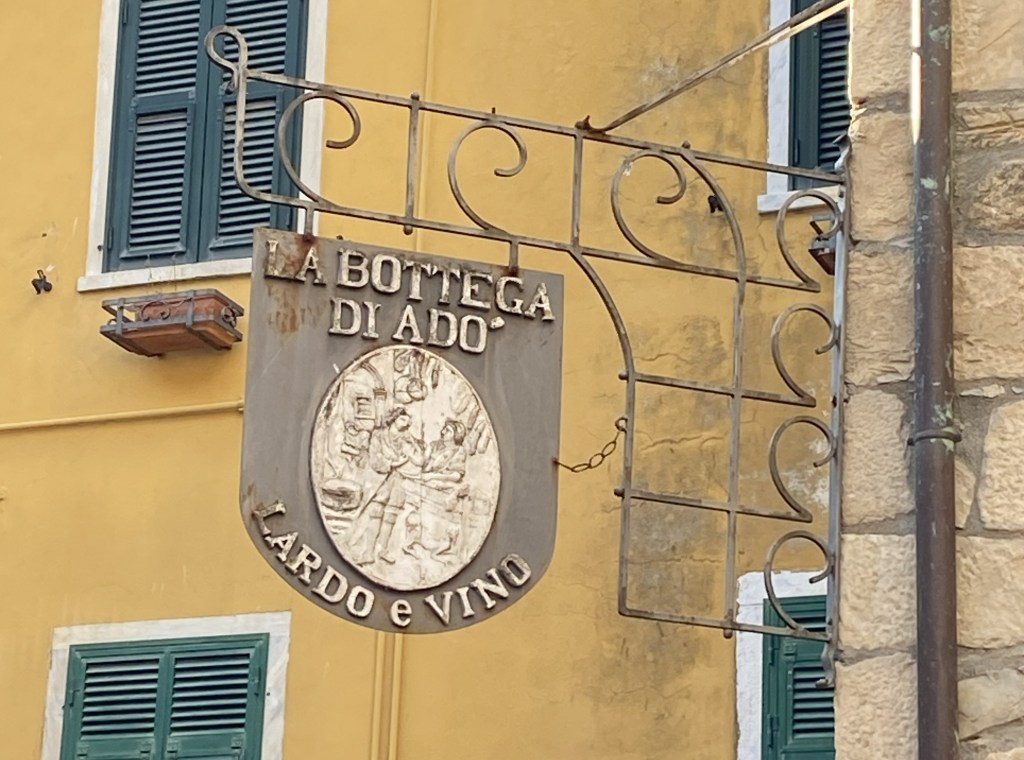 LA BOTTEGA
DI ADO'
LARDO e VINO